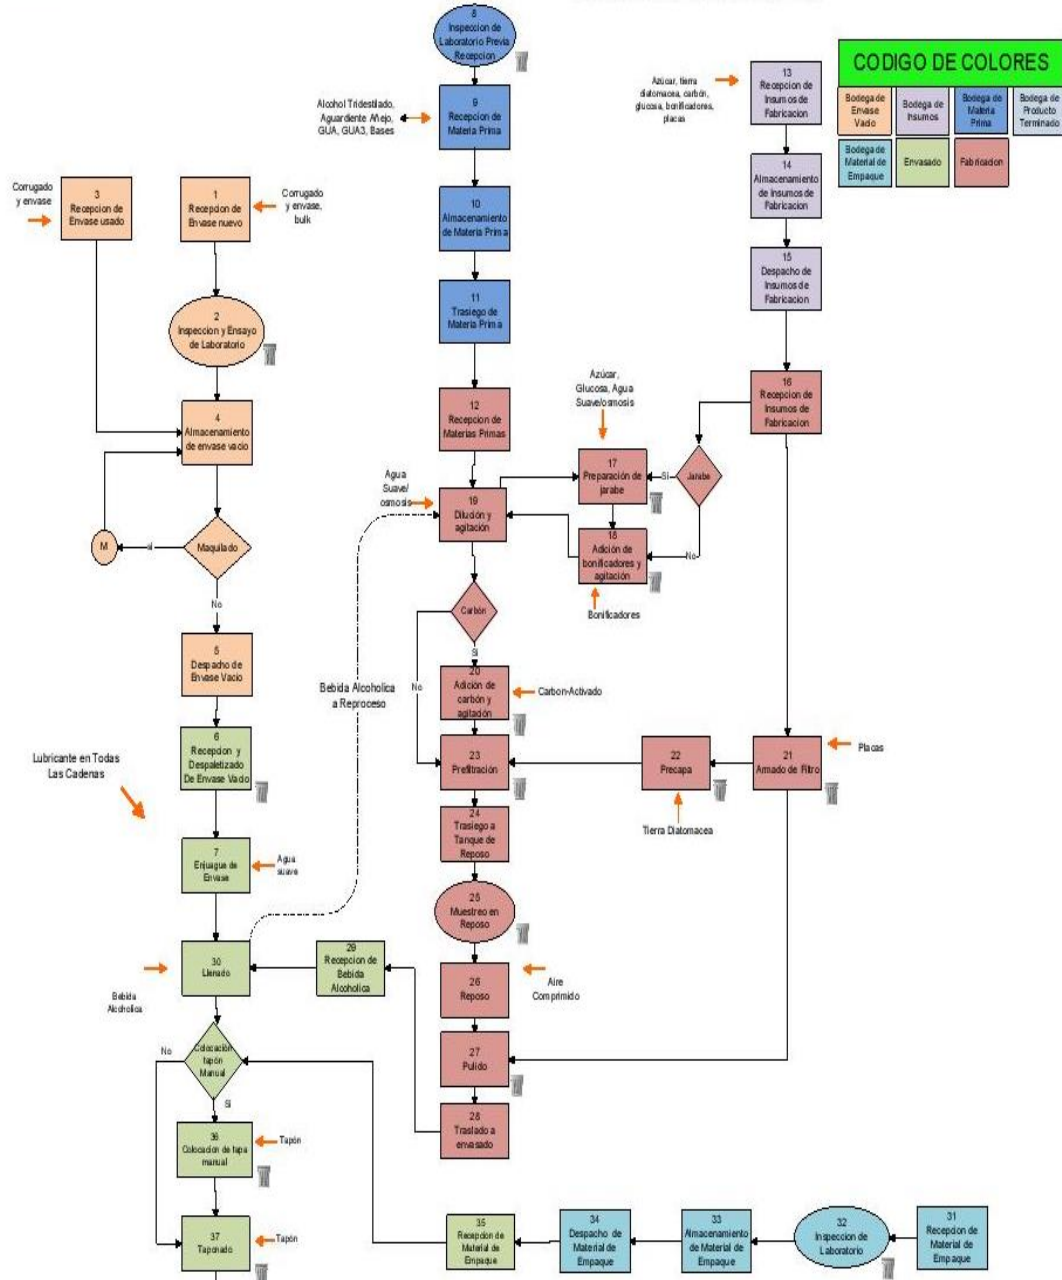 8
Inspeccion de
Laboratorio Previa
Recepcion
Alcohol Tridestilado,
Aguardiente Añejo,
GUA, GUA3, Bases
9
Recepcion de
Materia Prima
10
Almacenamiento
de Materia Prima
11
Trasiego de
Materia Prima
12
Recepcion de
Materias Primas
Azúcar, tierra
diatomacea, carbón,
glucosa, bonificadores,
placas
13
Recepcion de
Insumos de
Fabricacion
14
Almacenamiento
de Insumos de
Fabricacion
15
Despacho de
Insumos de
Fabricacion
16
Recepcion de
Insumos de
Fabricacion
CODIGO DE COLORES
Bodega de
Envase
Vacio
Bodega de
Insumos
Bodega de
Materia
Prima
Bodega de
Producto
Terminado
Bodega de
Material de
Empaque
Envasado
Fabricacion
Corrugado
y envase
3
Recepcion de
Envase usado
1
Recepcion de
Envase nuevo
Corrugado
y envase,
bulk
2
Inspeccion y Ensayo
de Laboratorio
4
Almacenamiento
de envase vacio
M
si
Maquilado
No
5
Despacho de
Envase Vacio
6
Recepcion y
Despaletizado
De Envase Vacio
Lubricante en Todas
Las Cadenas
7
Enjuague de
Envase
Agua
suave
Azúcar,
Glucosa, Agua
Suave/osmosis
17
Preparación de
jarabe
Si
Jarabe
No
18
Adición de
bonificadores y
agitación
Bonificadores
Agua
Suave/
osmosis
19
Dilución y
agitación
Carbón
Si
No
20
Adición de
carbón y
agitación
Carbon-Activado
Bebida Alcoholica
a Reproceso
23
Prefiltración
22
Precapa
Tierra Diatomacea
21
Armado de Filtro
Placas
24
Trasiego a
Tanque de
Reposo
25
Muestreo en
Reposo
26
Reposo
Aire
Comprimido
27
Pulido
28
Traslado a
envasado
29
Recepcion de
Bebida
Alcoholica
30
Llenado
Bebida
Alcoholica
Colocación
tapón
Manual
No
Si
36
Colocacion de tapa
manual
Tapón
37
Taponado
Tapón
35
Recepcion de
Material de
Empaque
34
Despacho de
Material de
Empaque
33
Almacenamiento
de Material de
Empaque
32
Inspeccion de
Laboratorio
31
Recepcion de
Material de
Empaque